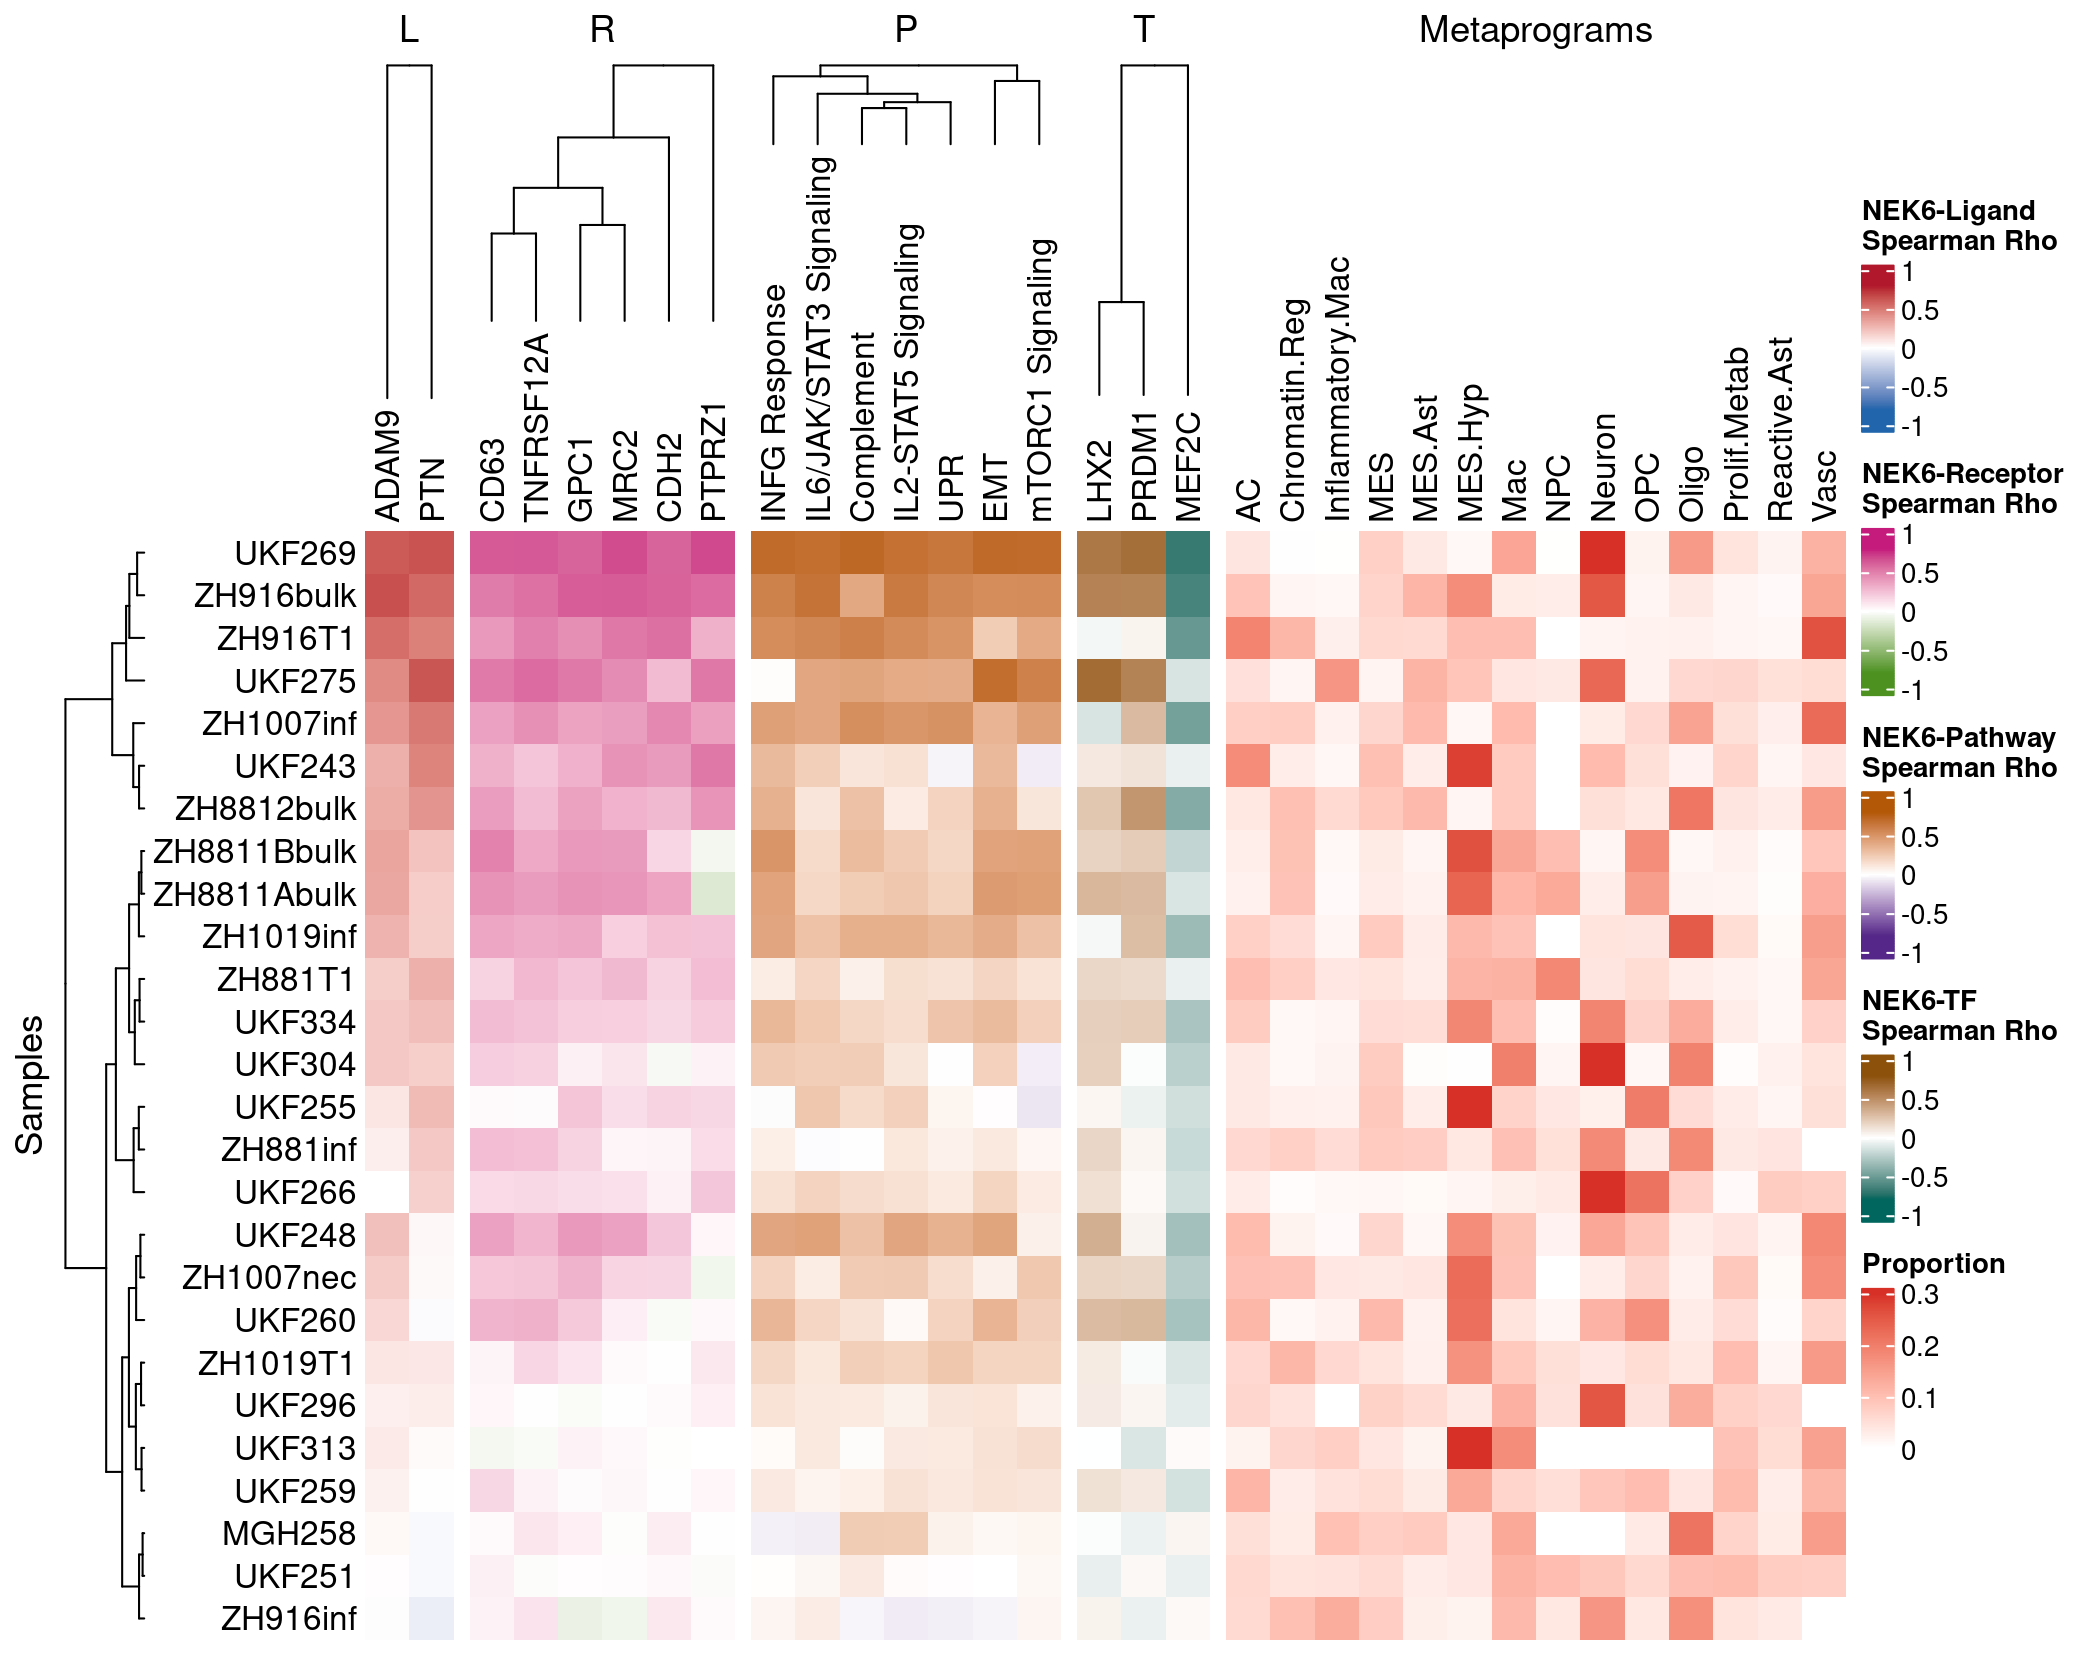 L
R
P
T
Metaprograms
ADAM9
PTN
CD63
TNFRSF12A
GPC1
MRC2
CDH2
PTPRZ1
INFG Response
IL6/JAK/STAT3 Signaling
Complement
IL2-STAT5 Signaling
UPR
EMT
mTORC1 Signaling
LHX2
PRDM1
MEF2C
AC
Chromatin.Reg
Inflammatory.Mac
MES
MES.Ast
MES.Hyp
Mac
NPC
Neuron
OPC
Oligo
Prolif.Metab
Reactive.Ast
Vasc
Samples
UKF269
ZH916bulk
ZH916T1
UKF275
ZH1007inf
UKF243
ZH8812bulk
ZH8811Bbulk
ZH8811Abulk
ZH1019inf
ZH881T1
UKF334
UKF304
UKF255
ZH881inf
UKF266
UKF248
ZH1007nec
UKF260
ZH1019T1
UKF296
UKF313
UKF259
MGH258
UKF251
ZH916inf
NEK6-Ligand
Spearman Rho
1
0.5
0
-0.5
-1
NEK6-Receptor
Spearman Rho
1
0.5
0
-0.5
-1
NEK6-Pathway
Spearman Rho
1
0.5
0
-0.5
-1
NEK6-TF
Spearman Rho
1
0.5
0
-0.5
-1
Proportion
0.3
0.2
0.1
0